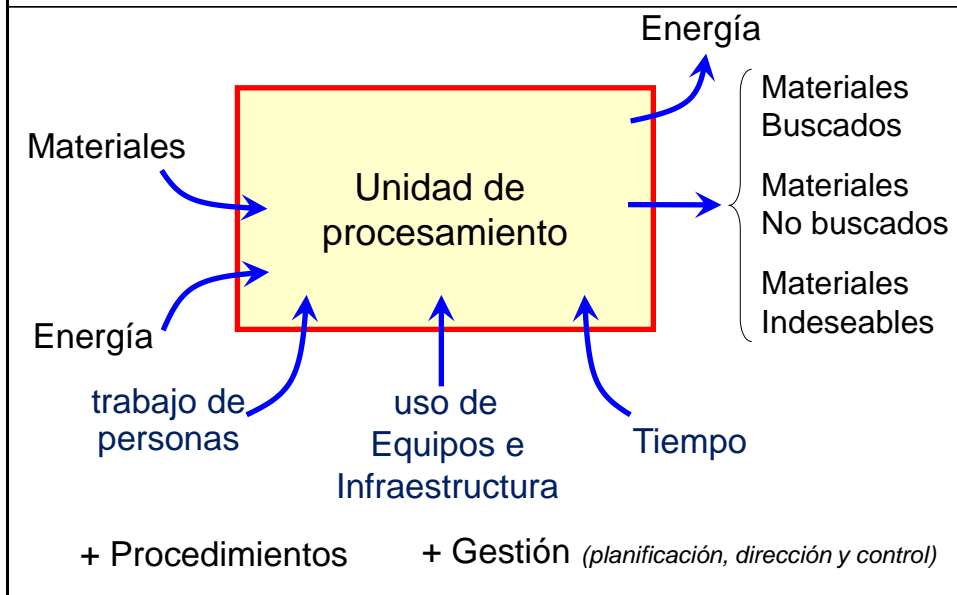 Energía
Materiales
Buscados
Materiales
No buscados
Materiales
Indeseables
Materiales
Unidad de
procesamiento
Energía
trabajo de
personas
uso de
Equipos e
Infraestructura
Tiempo
+ Procedimientos
+ Gestión (planificación, dirección y control)